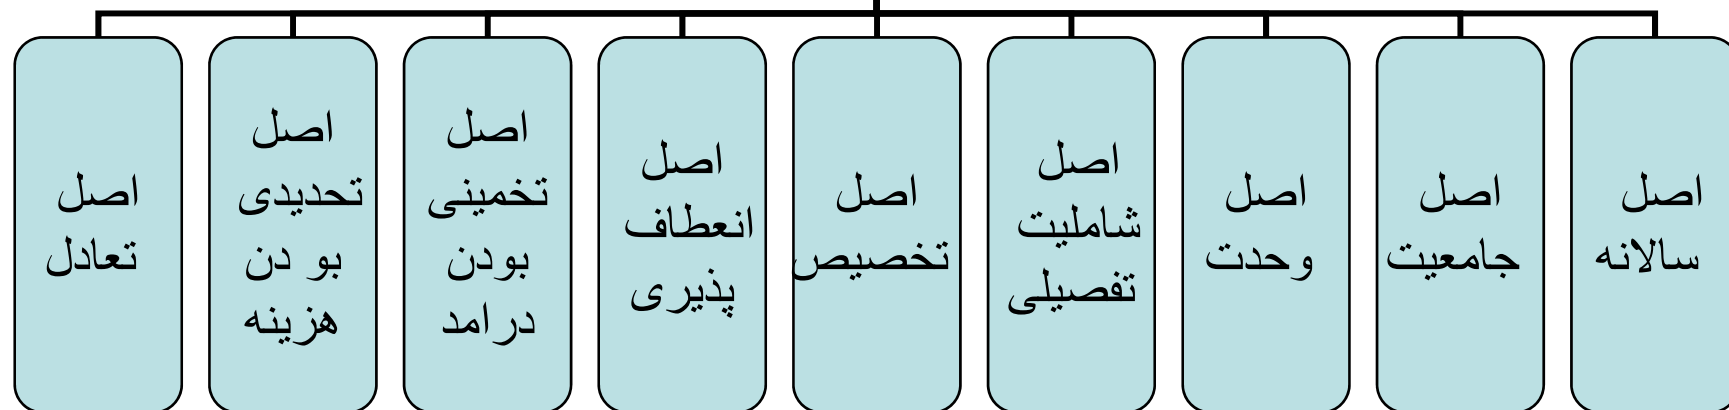 اصل
سالانه
اصل
جامعیت
اصل
وحدت
اصل
شاملیت
تفصیلی
اصل
تخصیص
اصل
انعطاف
پذیری
اصل
تخمینی
بودن
درامد
اصل
تحدیدی
بو دن
هزینه
اصل
تعادل